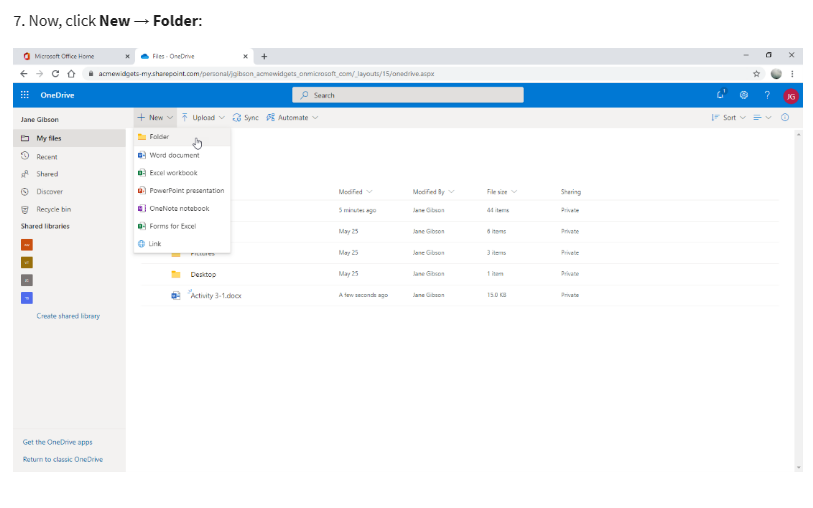 7. Now, click New → Folder:
Microsoft Office Home
Files - OneDrive
acmewidgets-my.sharepoint.com/personal/jgibson_acmewidgets_onmicrosoft_com/_layouts/15/onedrive.aspx
OneDrive
Search
? JG
Jane Gibson
New Upload Sync Automate Sort
My files
Folder
Recent
Word document
Shared
Excel workbook
Discover
PowerPoint presentation
Modified Modified By File size Sharing
Recycle bin
OneNote notebook
5 minutes ago Jane Gibson 44 items Private
Shared libraries
Forms for Excel
May 25 Jane Gibson 6 items Private
Link
Pictures May 25 Jane Gibson 3 items Private
Desktop May 25 Jane Gibson 1 item Private
Activity 3-1.docx A few seconds ago Jane Gibson 15.0 KB Private
Create shared library
Get the OneDrive apps
Return to classic OneDrive